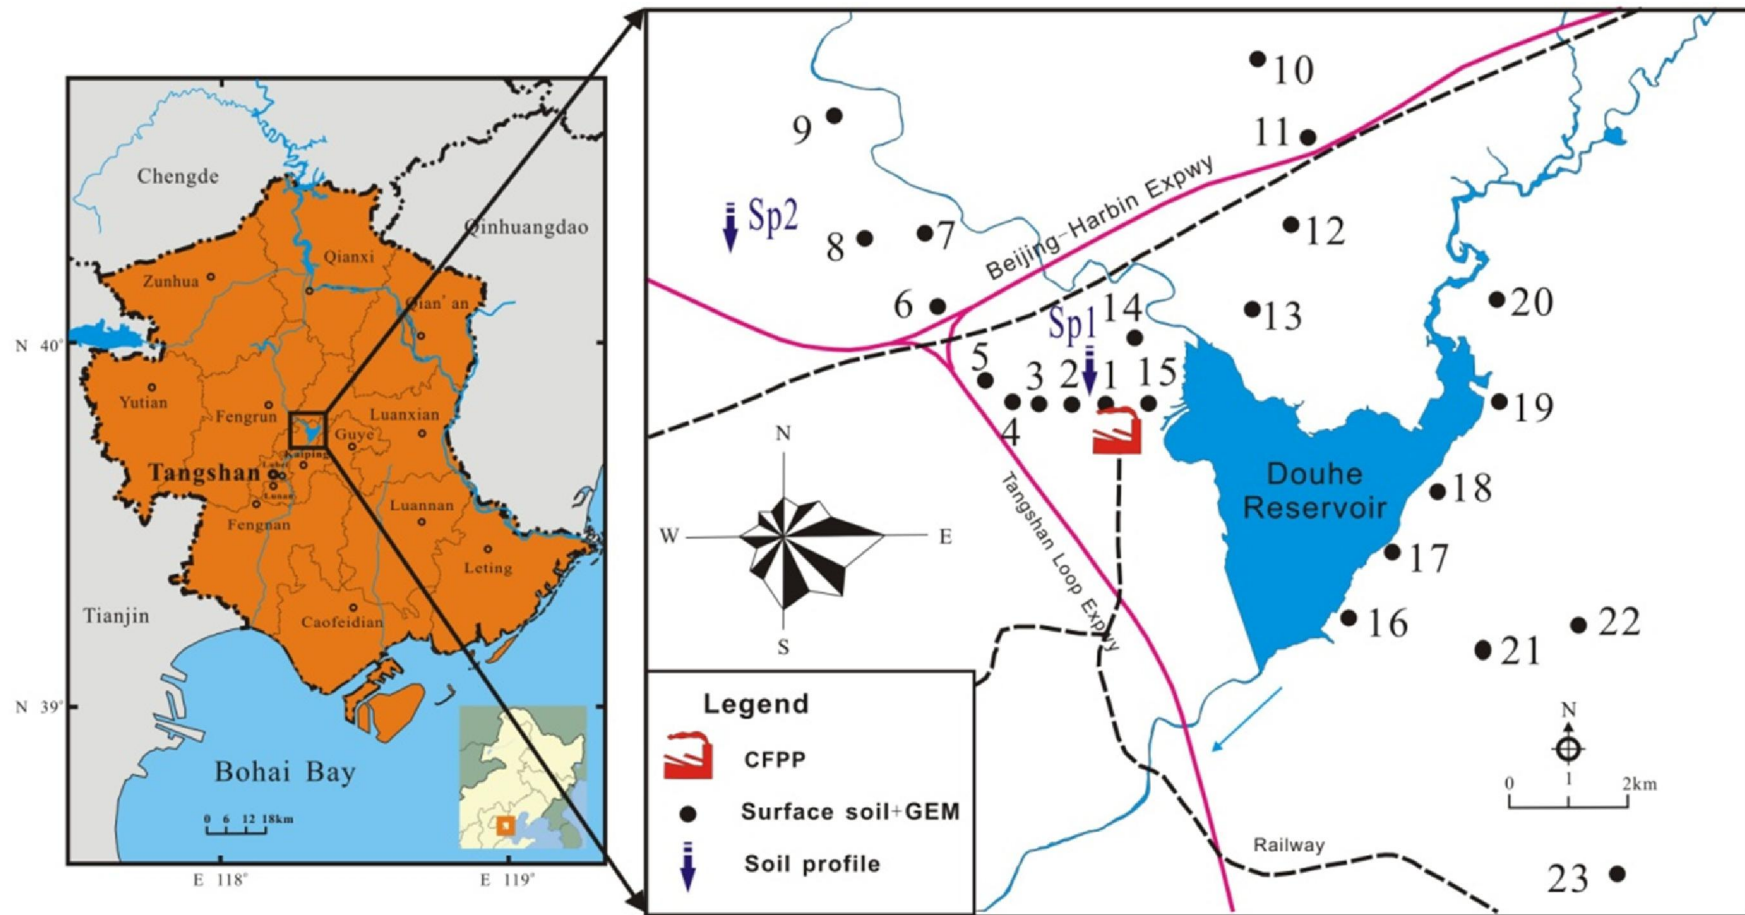 Chengde
Qinhuangdao
Qianxi
Zunhua
Qian' an
N 40°
Yutian
Fengrun
Luanxian
Guye
Kaiping
Tangshan
Lubei
Lunan
Luannan
Fengnan
Leting
Tianjin
Caofeidian
N 39°
Bohai Bay
0 6 12 18km
E 118°
E 119°
10
9
11
Beijing-Harbin Expwy
Sp2
8
7
12
6
14
13
20
Sp1
5
3
2
1
15
19
4
N
W
E
S
Tangshan Loop Expwy
Douhe
Reservoir
18
17
16
22
21
Legend
CFPP
Surface soil+GEM
Soil profile
N
0 1 2km
Railway
23